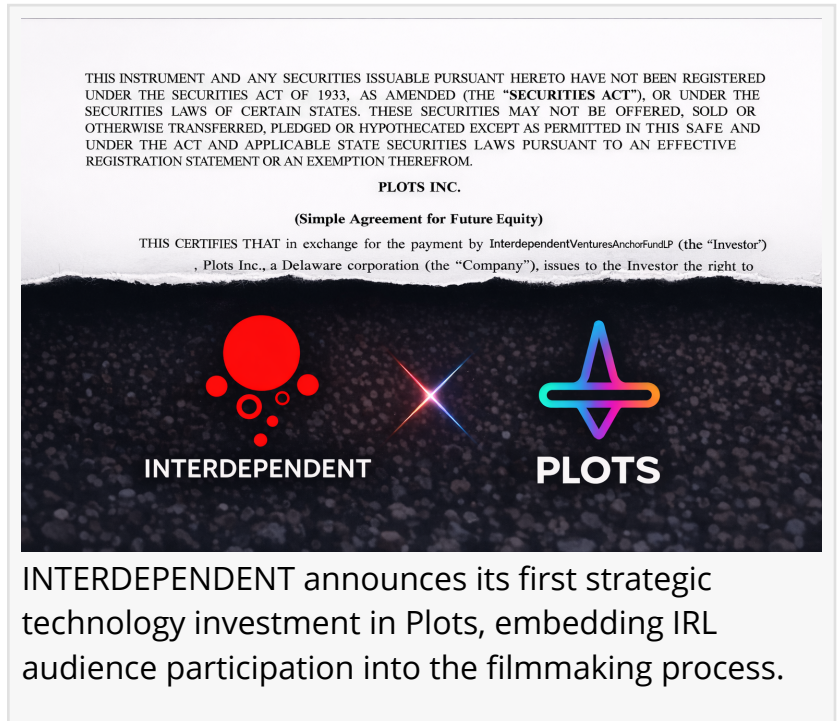 THIS INSTRUMENT AND ANY SECURITIES ISSUABLE PURSUANT HERETO HAVE NOT BEEN REGISTERED
UNDER THE SECURITIES ACT OF 1933, AS AMENDED (THE “SECURITIES ACT”), OR UNDER THE
SECURITIES LAWS OF CERTAIN STATES. THESE SECURITIES MAY NOT BE OFFERED, SOLD OR
OTHERWISE TRANSFERRED, PLEDGED OR HYPOTHECATED EXCEPT AS PERMITTED IN THIS SAFE AND
UNDER THE ACT AND APPLICABLE STATE SECURITIES LAWS PURSUANT TO AN EFFECTIVE
REGISTRATION STATEMENT OR AN EXEMPTION THEREFROM.
PLOTS INC.
(Simple Agreement for Future Equity)
THIS CERTIFIES THAT in exchange for the payment by InterdependentVenturesAnchorFundLP (the “Investor’)
, Plots Inc., a Delaware corporation (the “Company”), issues to the Investor the right to
INTERDEPENDENT
PLOTS
INTERDEPENDENT announces its first strategic
technology investment in Plots, embedding IRL
audience participation into the filmmaking process.